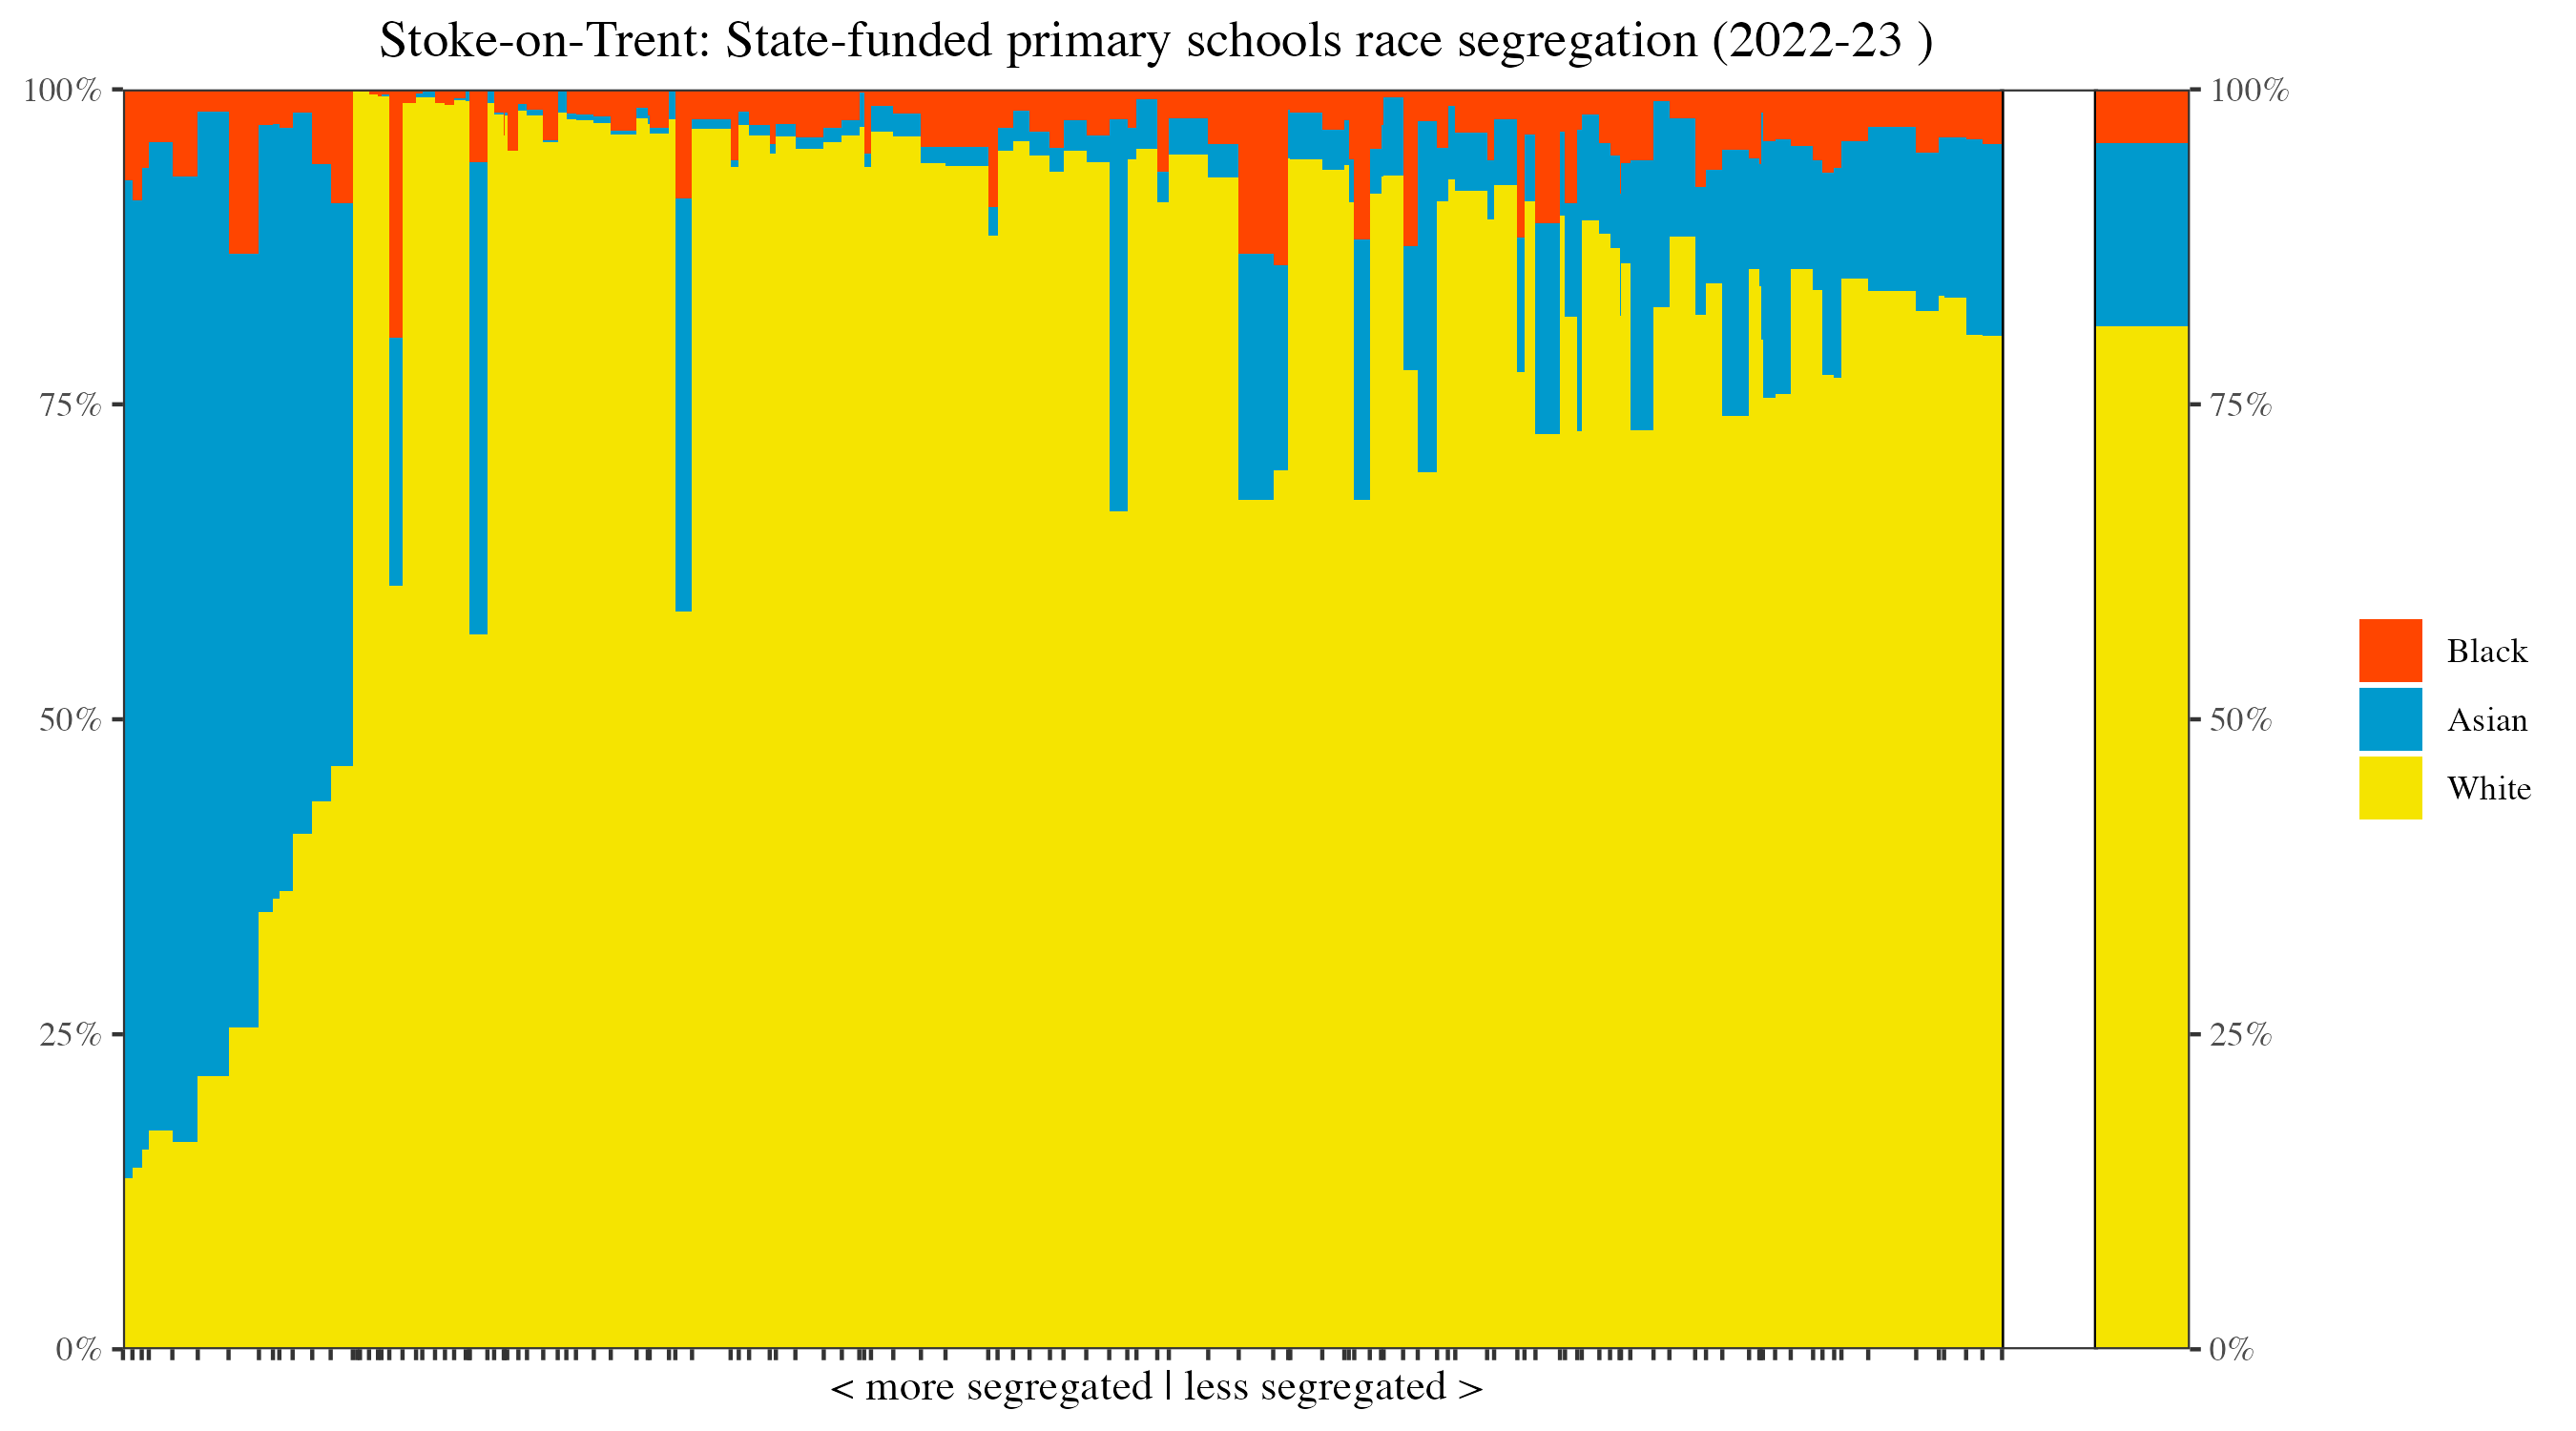 Stoke-on-Trent: State-funded primary schools race segregation (2022-23 )
100%
75%
50%
25%
0%
100%
75%
50%
25%
0%
Black
Asian
White
< more segregated | less segregated >